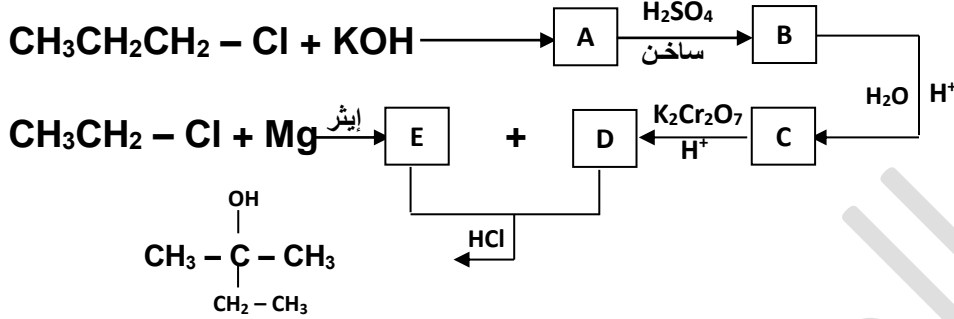 CH3CH2CH2 – Cl + KOH
A
H2SO4
ساخن
B
H2O
H+
CH3CH2 – Cl + Mg
إيثر
E
+
D
K2Cr2O7
H+
C
HCl
OH
CH3 – C – CH3
CH2 – CH3